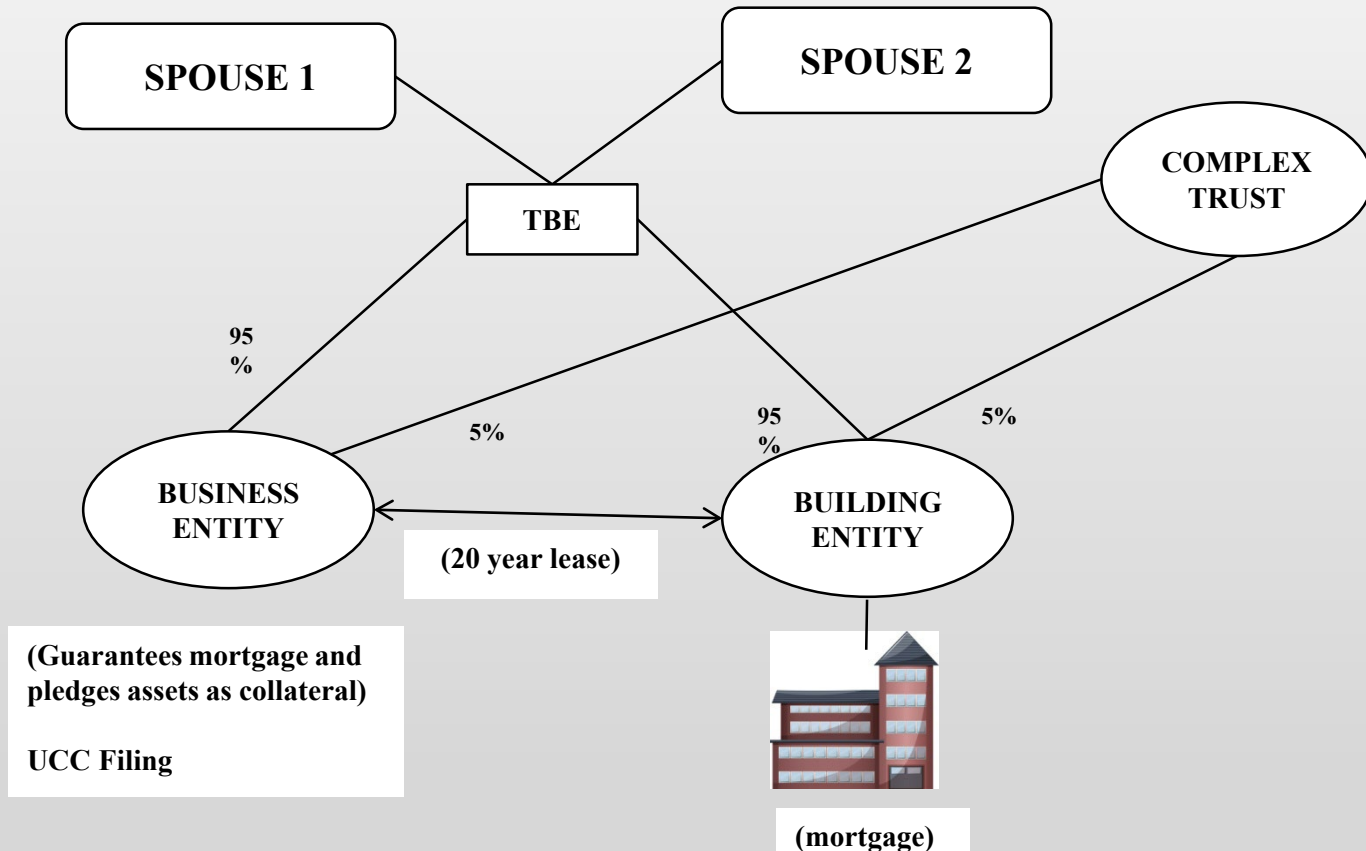 SPOUSE 1
SPOUSE 2
COMPLEX
TRUST
TBE
95
%
5%
95
%
5%
BUSINESS
ENTITY
BUILDING
ENTITY
(20 year lease)
(Guarantees mortgage and
pledges assets as collateral)
UCC Filing
(mortgage)